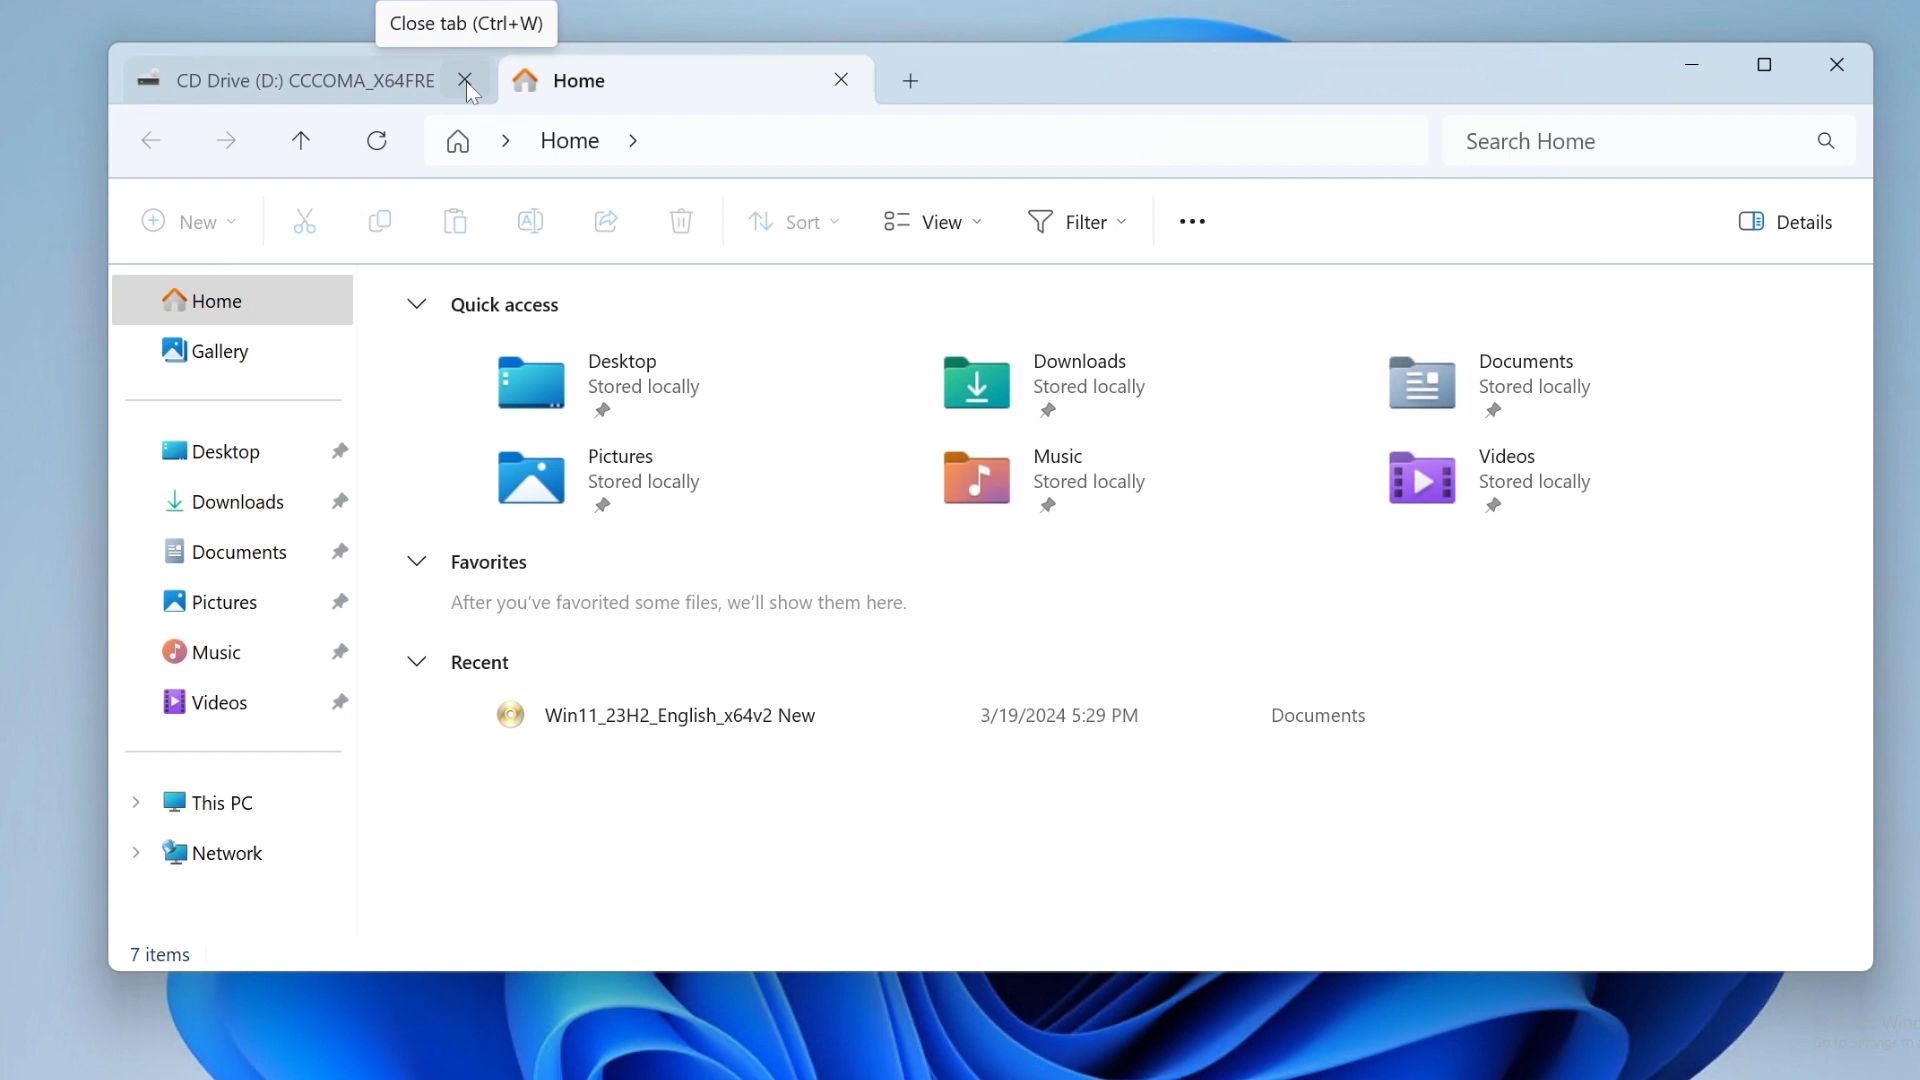 Close tab (Ctrl+W)
CD Drive (D:) CCCOMA_X64FRE
Home
Home
Search Home
New
Sort
View
Filter
Details
Home
Gallery
Desktop
Downloads
Documents
Pictures
Music
Videos
This PC
Network
Quick access
Desktop
Stored locally
Downloads
Stored locally
Documents
Stored locally
Pictures
Stored locally
Music
Stored locally
Videos
Stored locally
Favorites
After you've favorited some files, we'll show them here.
Recent
Win11_23H2_English_x64v2 New 3/19/2024 5:29 PM Documents
7 items